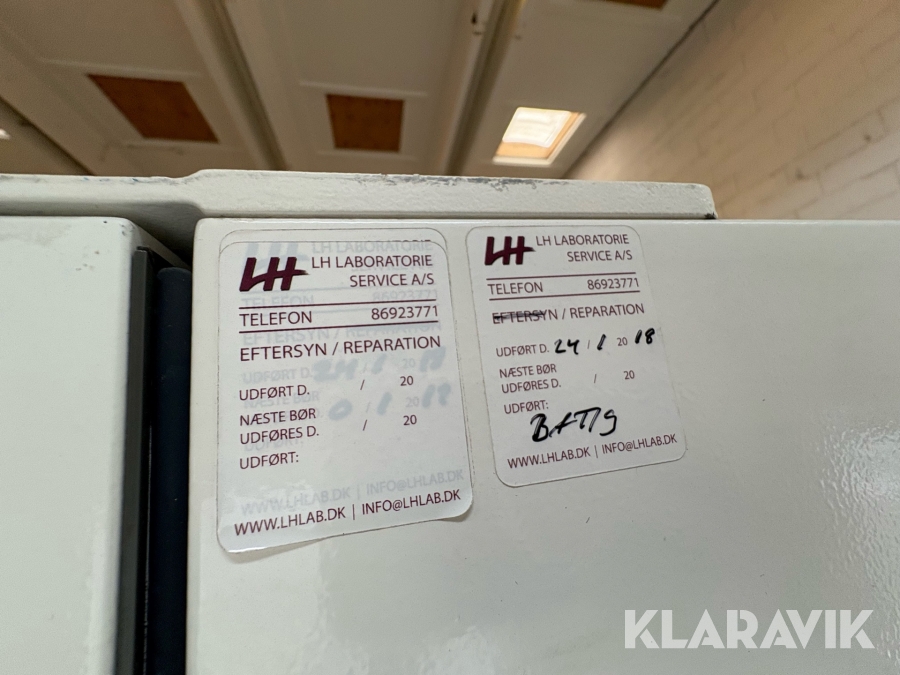 LH LABORATORIE
SERVICE A/S
TELEFON 86923771
EFTERSYN / REPARATION
UDFØRT D. / 20
NÆSTE BØR
UDFØRES D. / 20
UDFØRT:
WWW.LHLAB.DK | INFO@LHLAB.DK
LH LABORATORIE
SERVICE A/S
TELEFON 86923771
EFTERSYN / REPARATION
UDFØRT D. 24 / 1 2018
NÆSTE BØR
UDFØRES D. / 20
UDFØRT:
WWW.LHLAB.DK | INFO@LHLAB.DK
KLARAVIK